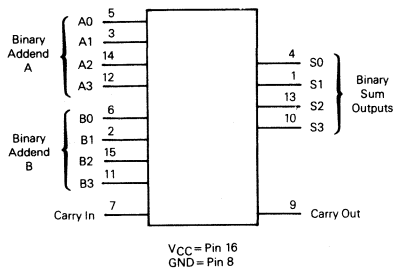 Binary
Addend
A
A0 5
A1 3
A2 14
A3 12
Binary
Addend
B
B0 6
B1 2
B2 15
B3 11
Carry In 7
4 S0
1 S1
13 S2
10 S3
Binary
Sum
Outputs
9 Carry Out
VCC = Pin 16
GND = Pin 8